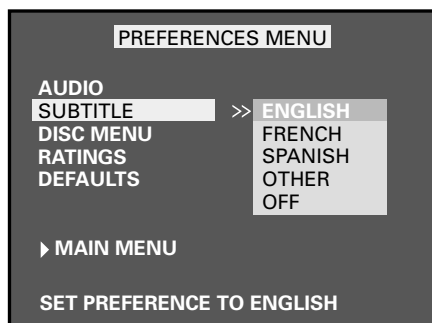 PREFERENCES MENU
AUDIO
SUBTITLE >> ENGLISH
DISC MENU FRENCH
RATINGS SPANISH
DEFAULTS OTHER
OFF
MAIN MENU
SET PREFERENCE TO ENGLISH